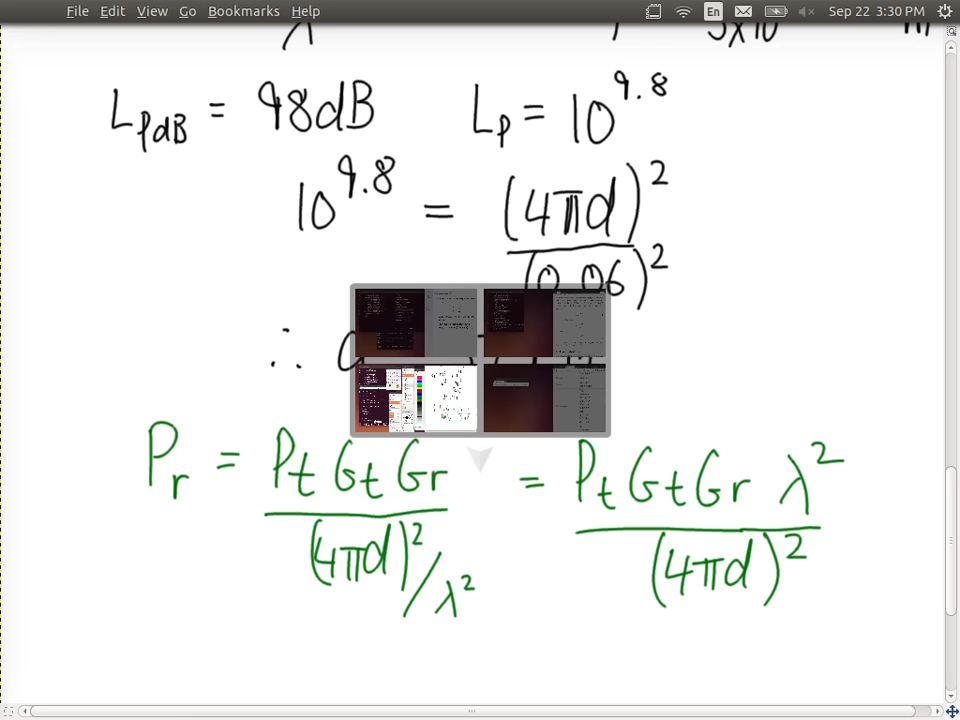 File Edit View Go Bookmarks Help En Sep 22 3:30 PM
λ
L_PdB = 98dB L_p = 10^9.8
10^9.8 = (4πd)^2 / (0.06)^2
∴ d
P_r = P_t G_t G_r / (4πd)^2/λ^2 = P_t G_t G_r λ^2 / (4πd)^2